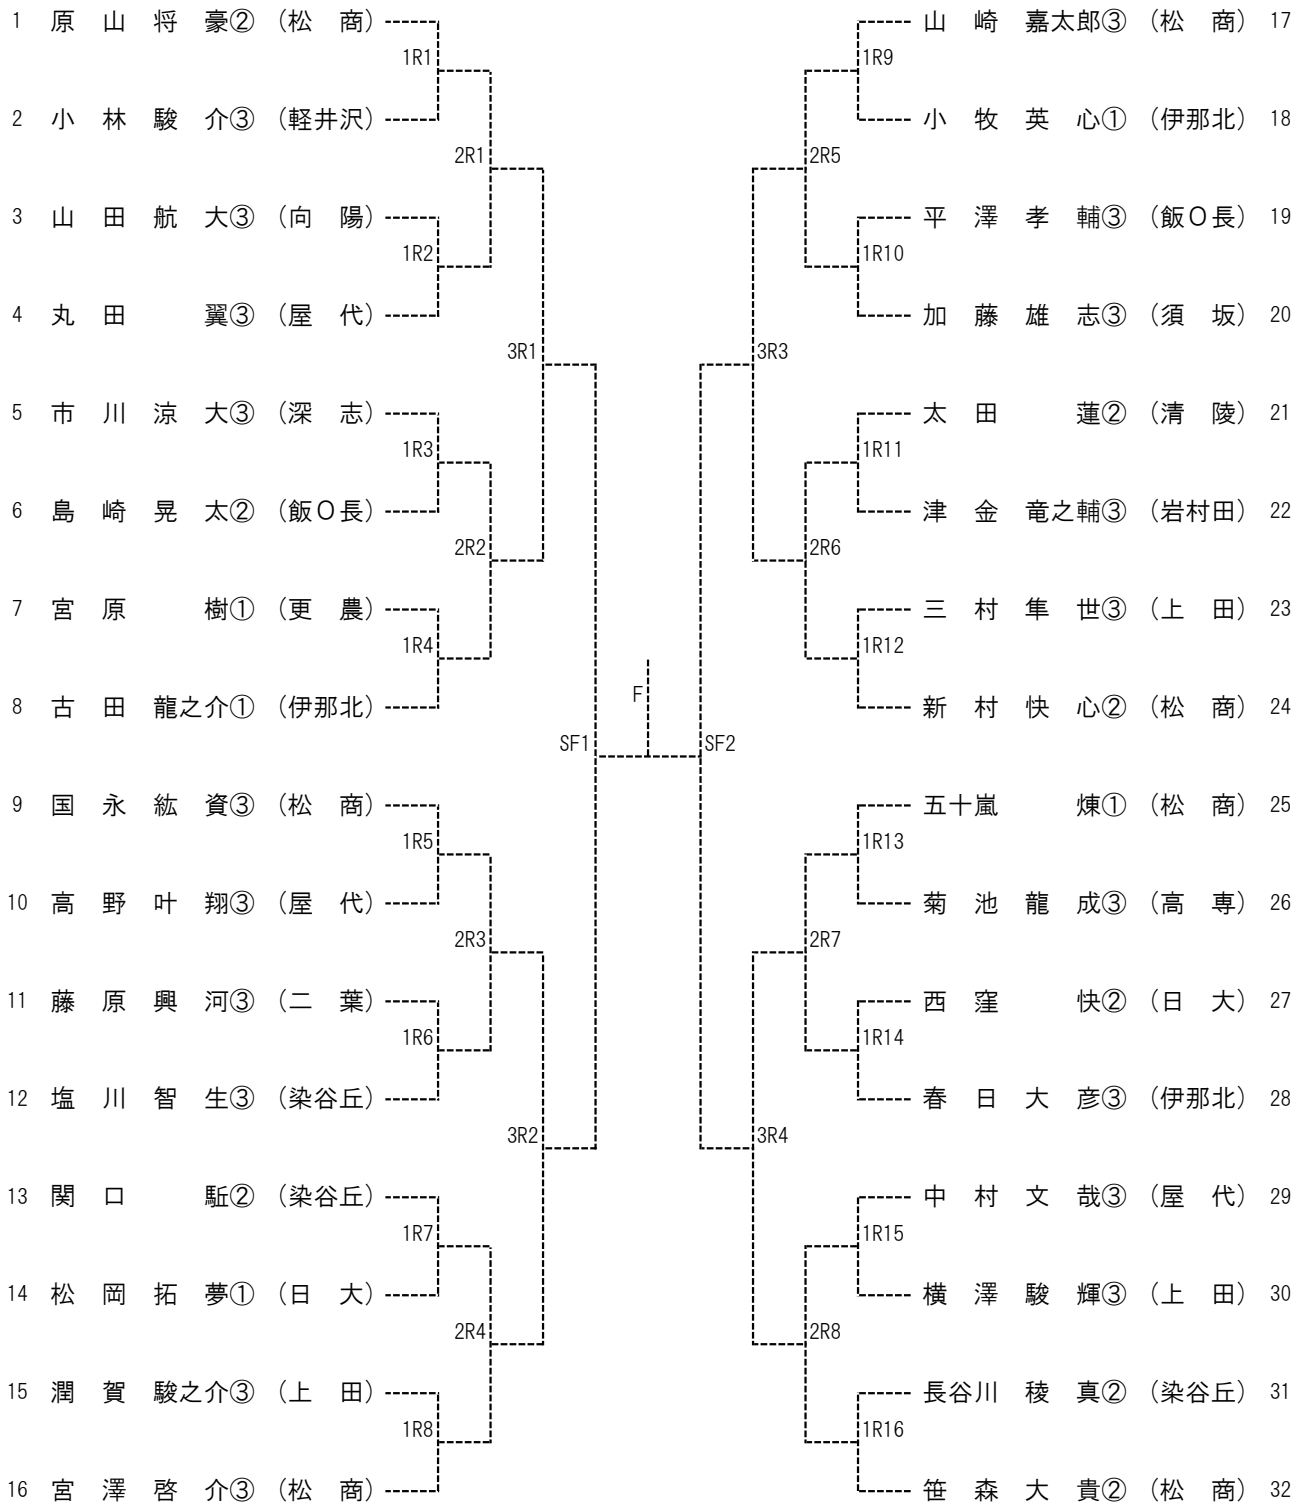 1 原 山 将 豪② （松 商）
1R1
2 小 林 駿 介③ （軽井沢）
2R1
3 山 田 航 大③ （向 陽）
1R2
4 丸 田 翼③ （屋 代）
3R1
5 市 川 涼 大③ （深 志）
1R3
6 島 崎 晃 太② （飯O長）
2R2
7 宮 原 樹① （更 農）
1R4
8 古 田 龍之介① （伊那北）
SF1
9 国 永 紘 資③ （松 商）
1R5
10 高 野 叶 翔③ （屋 代）
2R3
11 藤 原 興 河③ （二 葉）
1R6
12 塩 川 智 生③ （染谷丘）
3R2
13 関 口 駈② （染谷丘）
1R7
14 松 岡 拓 夢① （日 大）
2R4
15 潤 賀 駿之介③ （上 田）
1R8
16 宮 澤 啓 介③ （松 商）
F
山 崎 嘉太郎③ （松 商） 17
1R9
小 牧 英 心① （伊那北） 18
2R5
平 澤 孝 輔③ （飯O長） 19
1R10
加 藤 雄 志③ （須 坂） 20
3R3
太 田 蓮② （清 陵） 21
1R11
津 金 竜之輔③ （岩村田） 22
2R6
三 村 隼 世③ （上 田） 23
1R12
新 村 快 心② （松 商） 24
SF2
五十嵐 煉① （松 商） 25
1R13
菊 池 龍 成③ （高 専） 26
2R7
西 窪 快② （日 大） 27
1R14
春 日 大 彦③ （伊那北） 28
3R4
中 村 文 哉③ （屋 代） 29
1R15
横 澤 駿 輝③ （上 田） 30
2R8
長谷川 稜 真② （染谷丘） 31
1R16
笹 森 大 貴② （松 商） 32